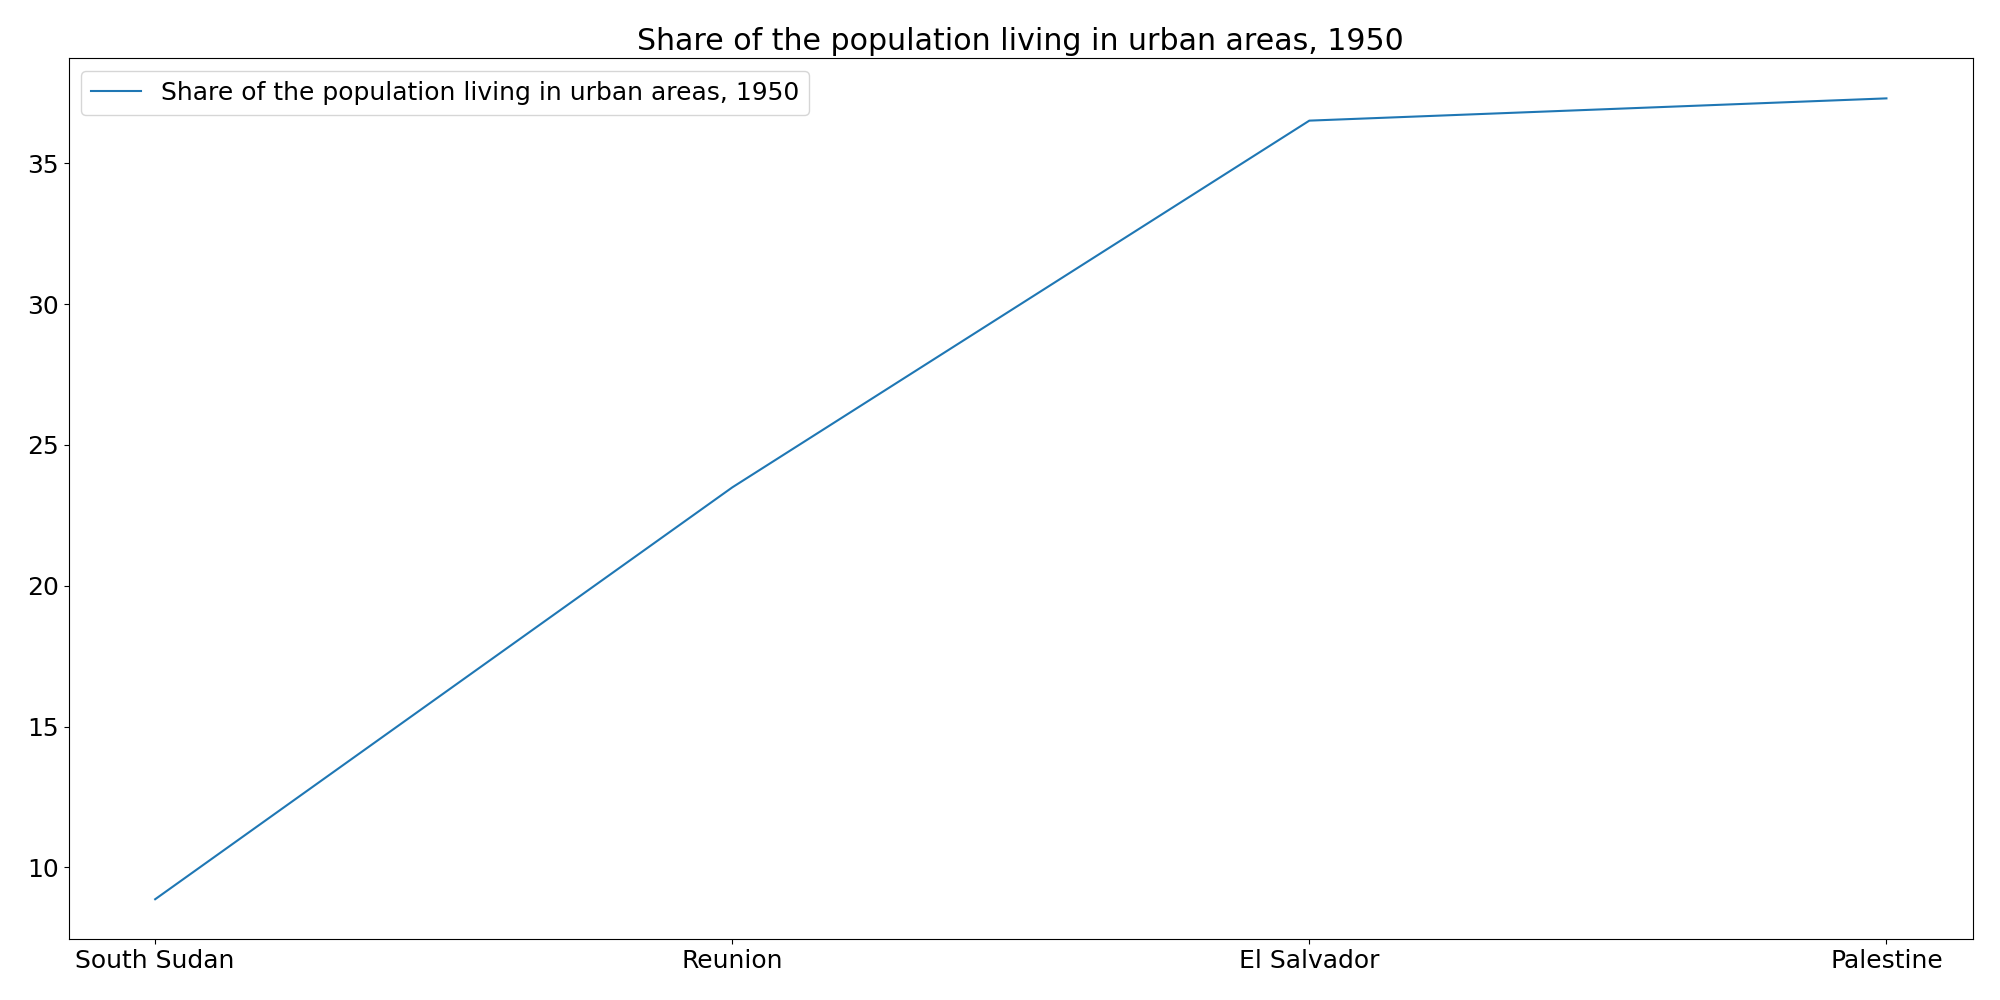 Share of the population living in urban areas, 1950
Share of the population living in urban areas, 1950
35
30
25
20
15
10
South Sudan Reunion El Salvador Palestine